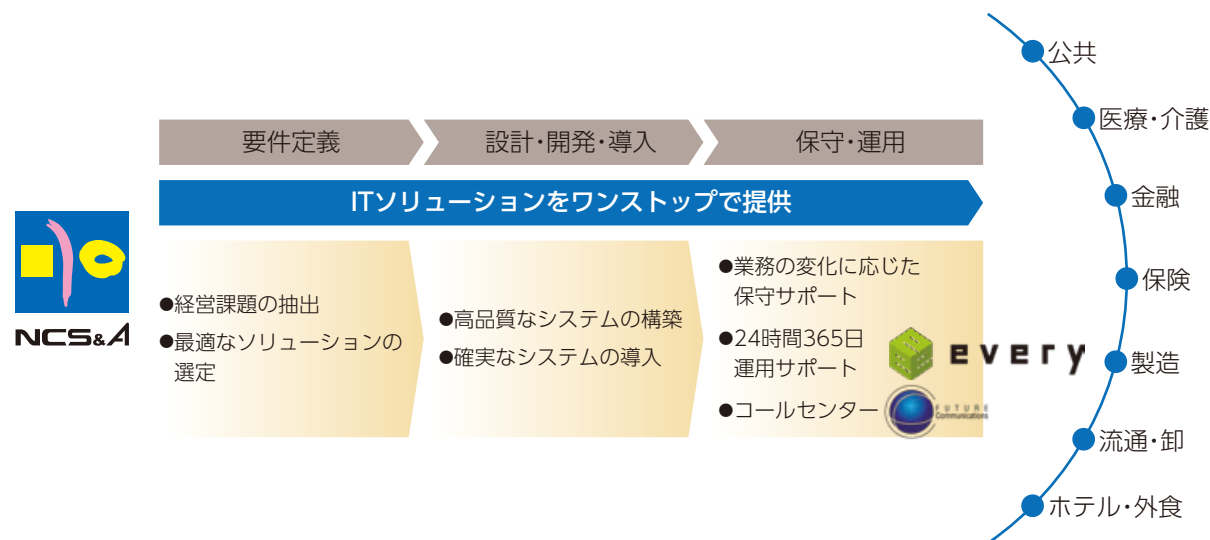 要件定義
設計・開発・導入
保守・運用
ITソリューションをワンストップで提供
NCS&A
●経営課題の抽出
●最適なソリューションの
選定
●高品質なシステムの構築
●確実なシステムの導入
●業務の変化に応じた
保守サポート
●24時間365日
運用サポート
every
●コールセンター
FUTURE
Communications
公共
医療・介護
金融
保険
製造
流通・卸
ホテル・外食